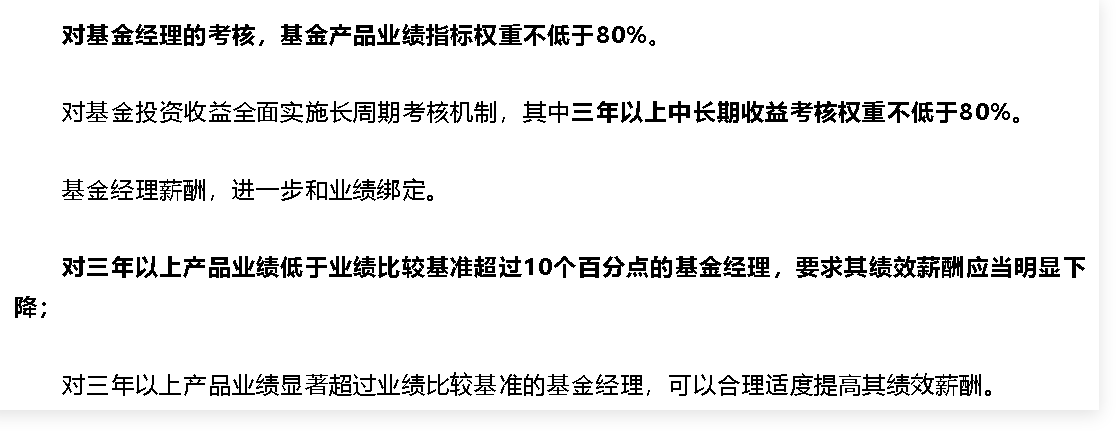 对基金经理的考核，基金产品业绩指标权重不低于80%。
对基金投资收益全面实施长周期考核机制，其中三年以上中长期收益考核权重不低于80%。
基金经理薪酬，进一步和业绩绑定。
对三年以上产品业绩低于业绩比较基准超过10个百分点的基金经理，要求其绩效薪酬应当明显下
降；
对三年以上产品业绩显著超过业绩比较基准的基金经理，可以合理适度提高其绩效薪酬。